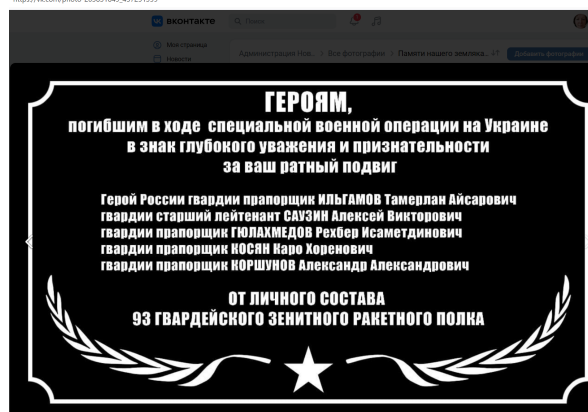 вконтакте
Поиск
Моя страница
Новости
Администрация Нов... > Все фотографии > Памяти нашего земляка...
Добавить фотографии
ГЕРОЯМ,
погибшим в ходе специальной военной операции на Украине
в знак глубокого уважения и признательности
за ваш ратный подвиг
Герой России гвардии прапорщик ИЛЬГАМОВ Тамерлан Айсарович
гвардии старший лейтенант САУЗИН Алексей Викторович
гвардии прапорщик ГЮЛАХМЕДОВ Рехбер Исаметдинович
гвардии прапорщик КОСЯН Каро Хоренович
гвардии прапорщик КОРШУНОВ Александр Александрович
ОТ ЛИЧНОГО СОСТАВА
93 ГВАРДЕЙСКОГО ЗЕНИТНОГО РАКЕТНОГО ПОЛКА